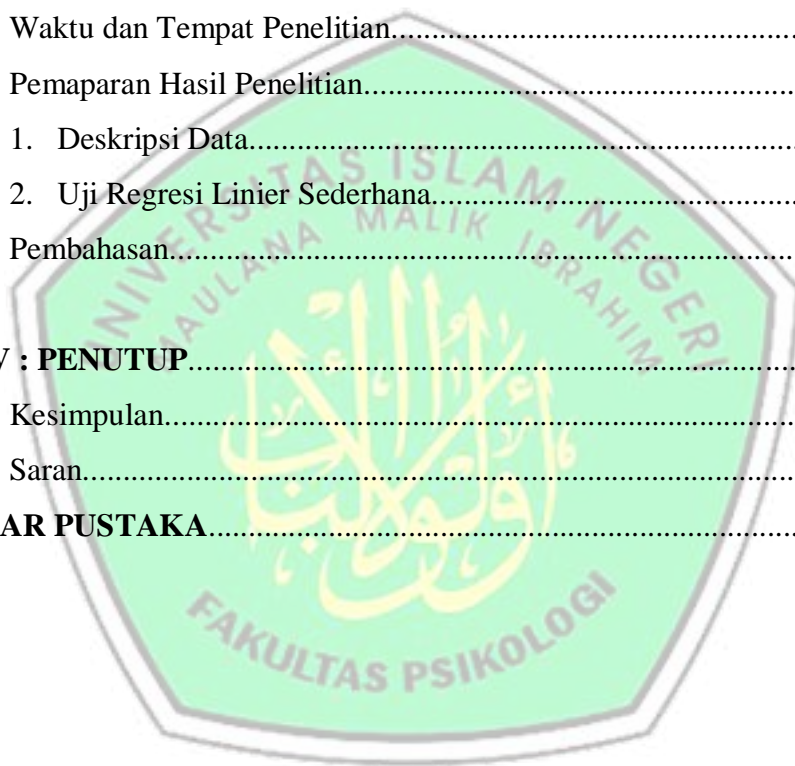 Waktu dan Tempat Penelitian..................................................
Pemaparan Hasil Penelitian.....................................................
1. Deskripsi Data...................................................................
2. Uji Regresi Linier Sederhana.............................................
Pembahasan.............................................................................
V : PENUTUP..........................................................................
Kesimpulan..............................................................................
Saran........................................................................................
AR PUSTAKA........................................................................
UNIVERSITAS ISLAM NEGERI
MAULANA MALIK IBRAHIM
FAKULTAS PSIKOLOGI